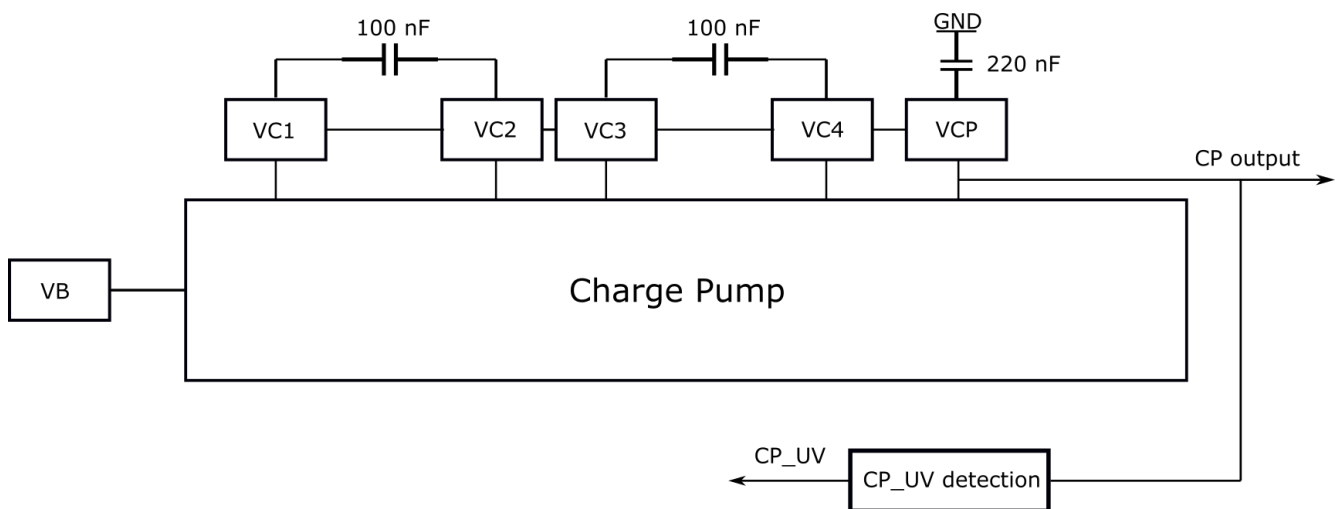 GND
100 nF
100 nF
220 nF
VC1
VC2
VC3
VC4
VCP
CP output
VB
Charge Pump
CP_UV
CP_UV detection